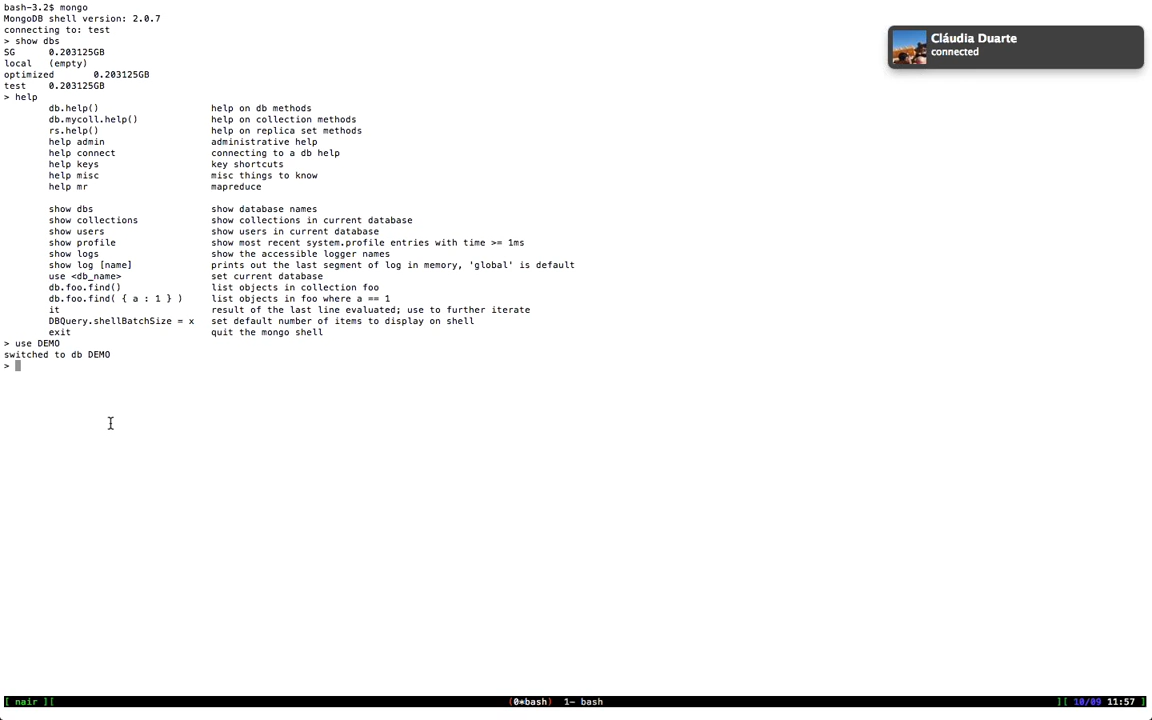 bash-3.2$ mongo
MongoDB shell version: 2.0.7
connecting to: test
> show dbs
SG 0.203125GB
local (empty)
optimized 0.203125GB
test 0.203125GB
> help
db.help() help on db methods
db.mycoll.help() help on collection methods
rs.help() help on replica set methods
help admin administrative help
help connect connecting to a db help
help keys key shortcuts
help misc misc things to know
help mr mapreduce
show dbs show database names
show collections show collections in current database
show users show users in current database
show profile show most recent system.profile entries with time >= 1ms
show logs show the accessible logger names
show log [name] prints out the last segment of log in memory, 'global' is default
use <db_name> set current database
db.foo.find() list objects in collection foo
db.foo.find( { a : 1 } ) list objects in foo where a == 1
it result of the last line evaluated; use to further iterate
DBQuery.shellBatchSize = x set default number of items to display on shell
exit quit the mongo shell
> use DEMO
switched to db DEMO
>
Cláudia Duarte
connected
[ nair ][ (0*bash) 1- bash ][ 10/09 11:57 ]